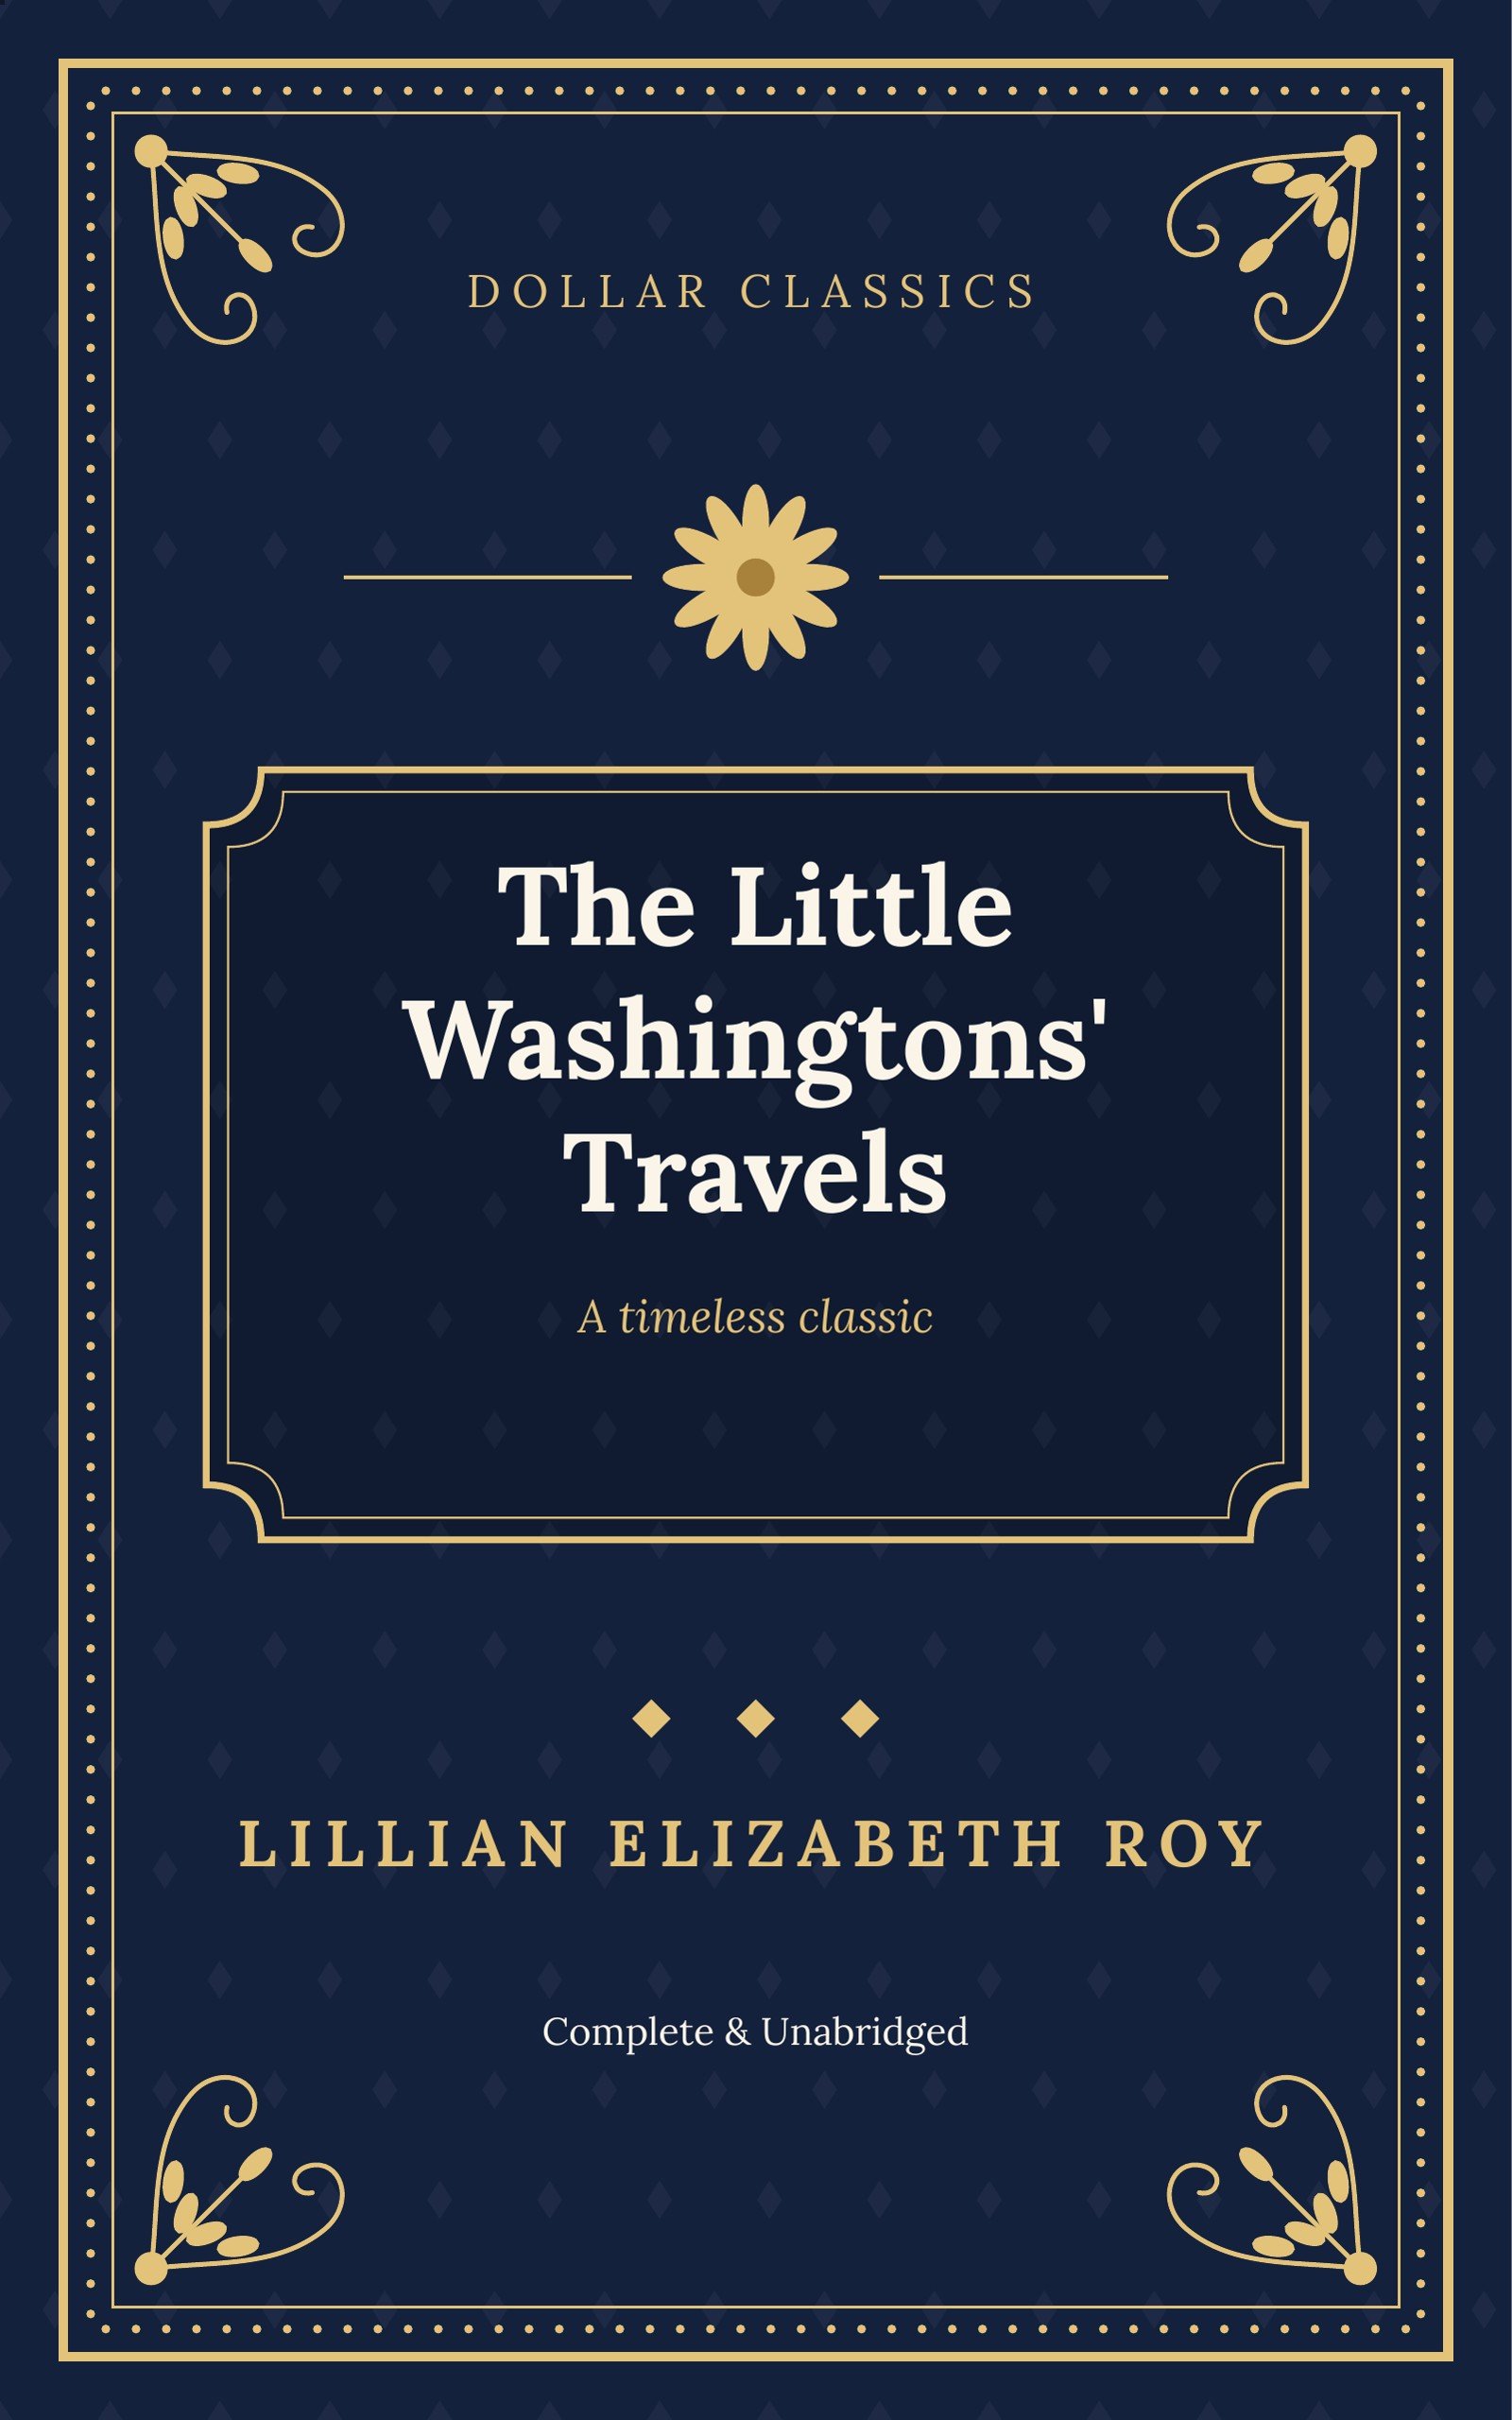 DOLLAR CLASSICS
The Little
Washingtons'
Travels
A timeless classic
LILLIAN ELIZABETH ROY
Complete & Unabridged